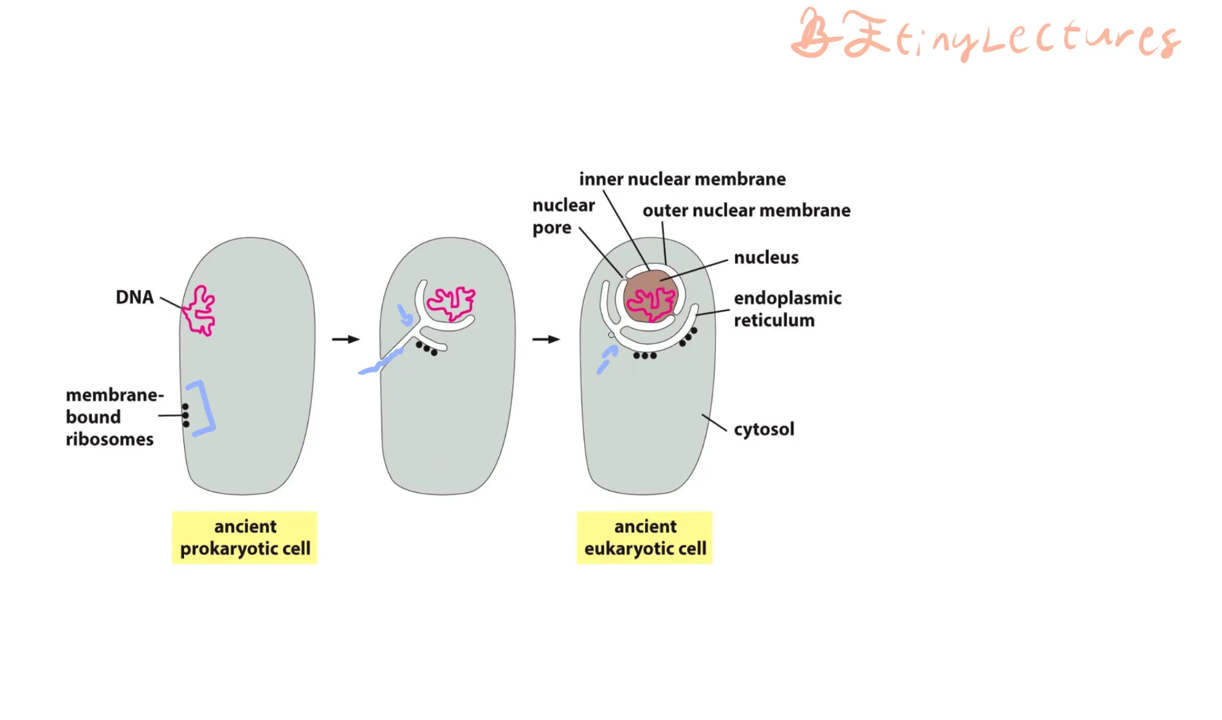 tinyLectures
inner nuclear membrane
nuclear
pore
outer nuclear membrane
nucleus
DNA
endoplasmic
reticulum
membrane-
bound
ribosomes
cytosol
ancient
prokaryotic cell
ancient
eukaryotic cell